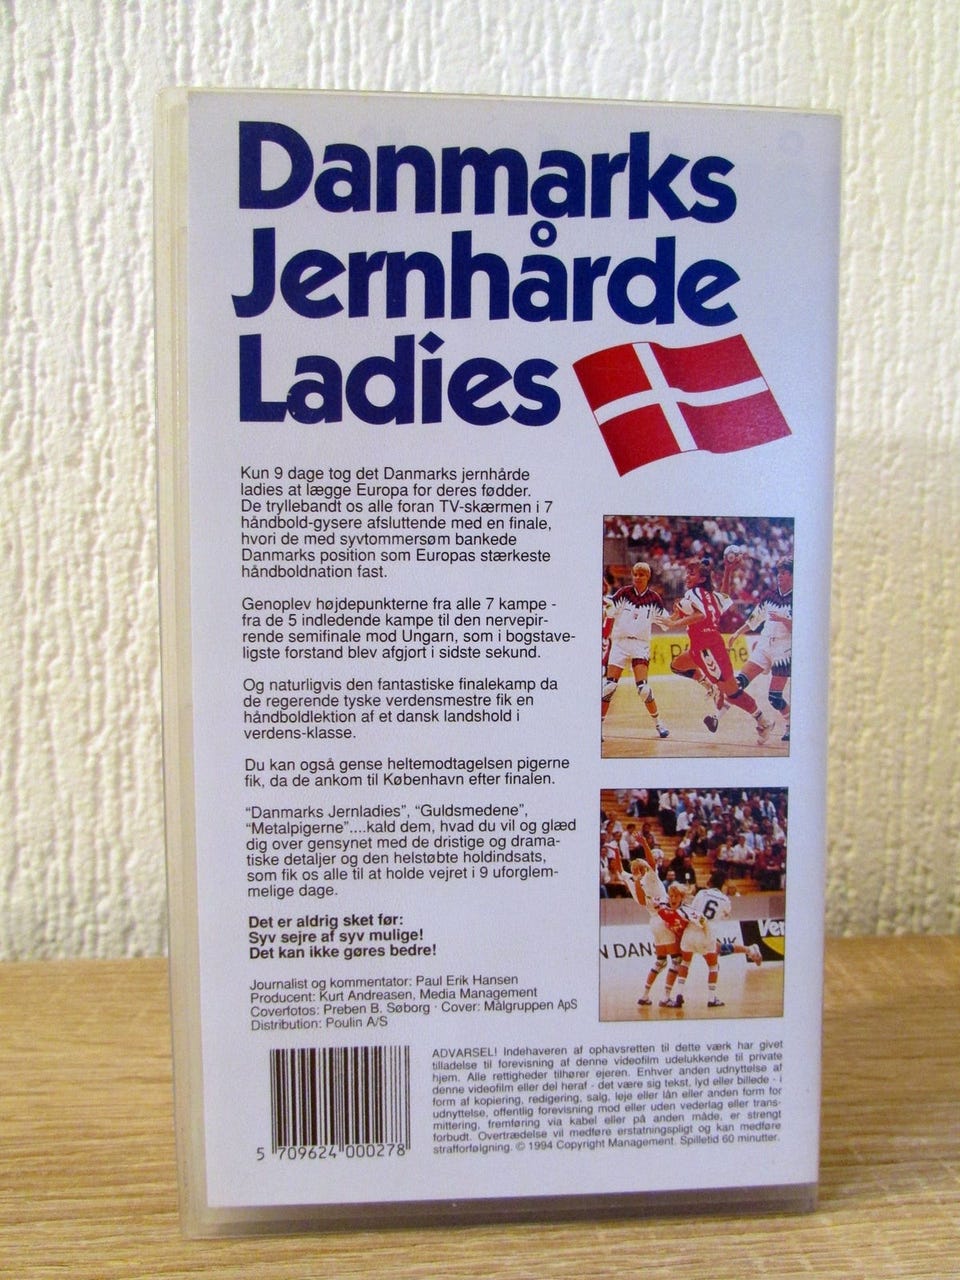 Danmarks
Jernhårde
Ladies
Kun 9 dage tog det Danmarks jernhårde
ladies at lægge Europa for deres fødder.
De tryllebandt os alle foran TV-skærmen i 7
håndbold-gysere afsluttende med en finale,
hvori de med syvtommersøm bankede
Danmarks position som Europas stærkeste
håndboldnation fast.
Genoplev højdepunkterne fra alle 7 kampe -
fra de 5 indledende kampe til den nervepir-
rende semifinale mod Ungarn, som i bogstave-
ligste forstand blev afgjort i sidste sekund.
Og naturligvis den fantastiske finalekamp da
de regerende tyske verdensmestre fik en
håndboldlektion af et dansk landshold i
verdens-klasse.
Du kan også gense heltemodtagelsen pigerne
fik, da de ankom til København efter finalen.
"Danmarks Jernladies", "Guldsmedene",
"Metalpigerne"....kald dem, hvad du vil og glæd
dig over gensynet med de dristige og drama-
tiske detaljer og den helstøbte holdindsats,
som fik os alle til at holde vejret i 9 uforglem-
melige dage.
Det er aldrig sket før:
Syv sejre af syv mulige!
Det kan ikke gøres bedre!
Journalist og kommentator: Paul Erik Hansen
Producent: Kurt Andreasen, Media Management
Coverfotos: Preben B. Søborg · Cover: Målgruppen ApS
Distribution: Poulin A/S
6
N DANS
NK
Ver
5 709624 000278
ADVARSEL! Indehaveren af ophavsretten til dette værk har givet
tilladelse til forevisning af denne videofilm udelukkende til private
hjem. Alle rettigheder tilhører ejeren. Enhver anden udnyttelse af
denne videofilm eller del heraf - det være sig tekst, lyd eller billede - i
form af kopiering, redigering, salg, leje eller lån eller anden form for
udnyttelse, offentlig forevisning mod eller uden vederlag eller trans-
mittering, fremføring via kabel eller på anden måde, er strengt
forbudt. Overtrædelse vil medføre erstatningspligt og kan medføre
strafforfølgning. © 1994 Copyright Management. Spilletid 60 minutter.